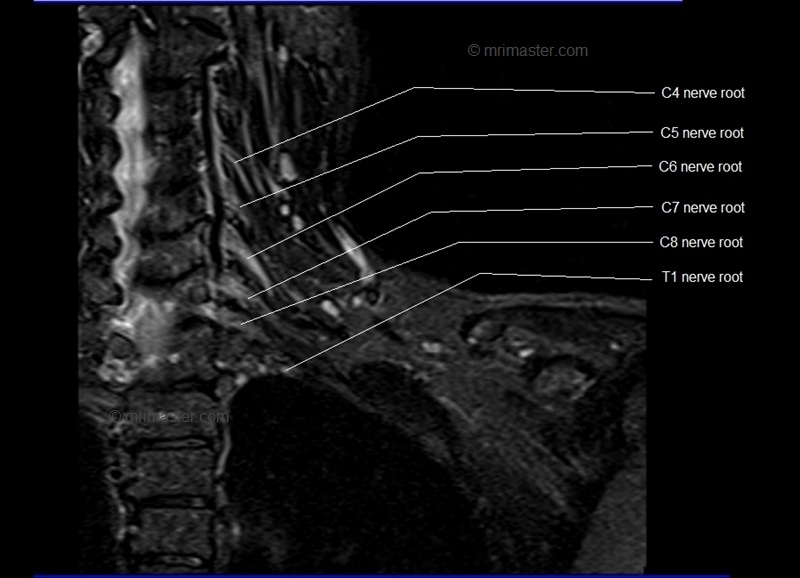 © mrimaster.com
C4 nerve root
C5 nerve root
C6 nerve root
C7 nerve root
C8 nerve root
T1 nerve root
© mrimaster.com